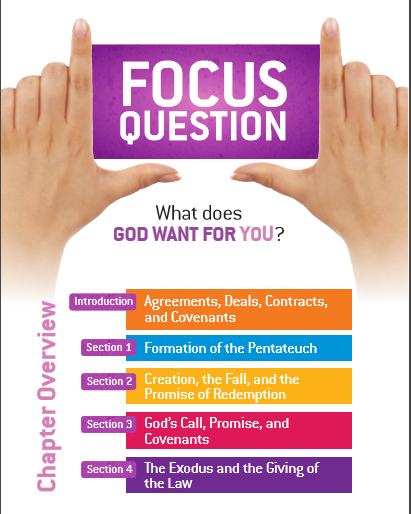 FOCUS
QUESTION
What does
GOD WANT FOR YOU?
Chapter Overview
Introduction
Agreements, Deals, Contracts,
and Covenants
Section 1
Formation of the Pentateuch
Section 2
Creation, the Fall, and the
Promise of Redemption
Section 3
God's Call, Promise, and
Covenants
Section 4
The Exodus and the Giving of
the Law